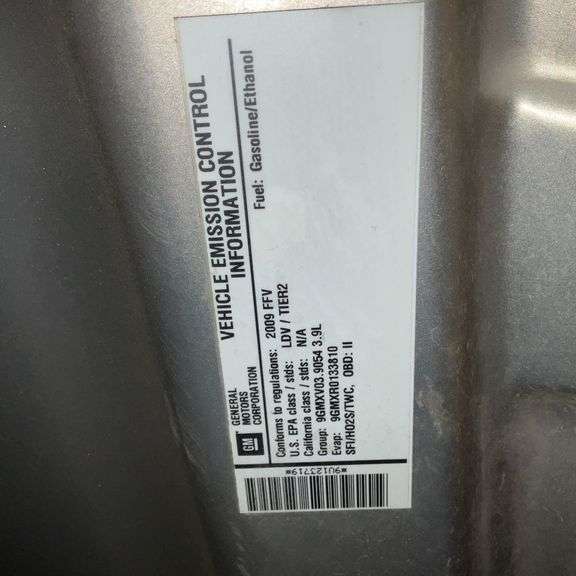 GM
GENERAL
MOTORS
CORPORATION
VEHICLE EMISSION CONTROL
INFORMATION
Fuel: Gasoline/Ethanol
Conforms to regulations: 2009 FFV
U.S. EPA class / stds: LDV / TIER2
California class / stds: N/A
Group: 9GMXV03.9054 3.9L
Evap: 9GMXR0133810
SFI/HO2S/TWC, OBD: II
*9U123719*